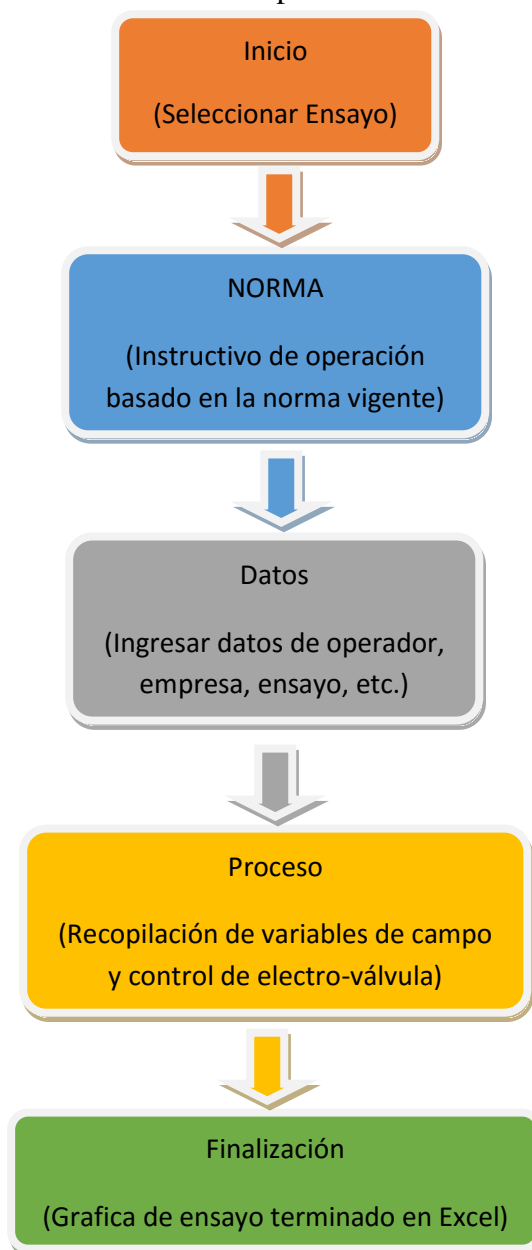 Inicio
(Seleccionar Ensayo)
NORMA
(Instructivo de operación
basado en la norma vigente)
Datos
(Ingresar datos de operador,
empresa, ensayo, etc.)
Proceso
(Recopilación de variables de campo
y control de electro-válvula)
Finalización
(Grafica de ensayo terminado en Excel)